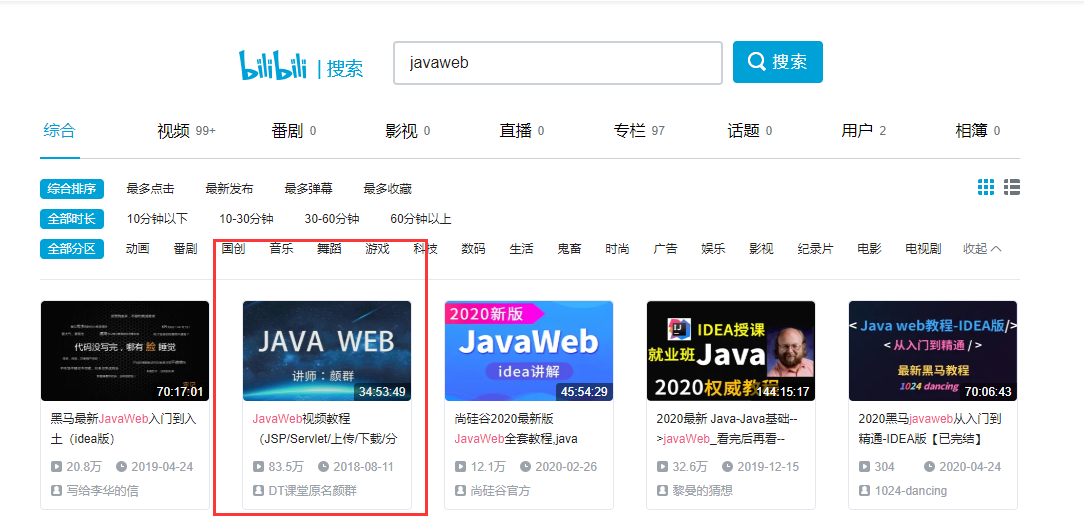 bilibili | 搜索
javaweb
搜索
综合 视频 99+ 番剧 0 影视 0 直播 0 专栏 97 话题 0 用户 2 相簿 0
综合排序 最多点击 最新发布 最多弹幕 最多收藏
全部时长 10分钟以下 10-30分钟 30-60分钟 60分钟以上
全部分区 动画 番剧 国创 音乐 舞蹈 游戏 科技 数码 生活 鬼畜 时尚 广告 娱乐 影视 纪录片 电影 电视剧 收起
代码没写完，哪有脸睡觉
70:17:01
黑马最新JavaWeb入门到入
土（idea版）
20.8万 2019-04-24
写给李华的信
JAVA WEB
讲师：颜群
34:53:49
JavaWeb视频教程
（JSP/Servlet/上传/下载/分
83.5万 2018-08-11
DT课堂原名颜群
2020新版
JavaWeb
idea讲解
45:54:29
尚硅谷2020最新版
JavaWeb全套教程,java
12.1万 2020-02-26
尚硅谷官方
IDEA授课
就业班Java
2020权威教程
144:15:17
2020最新 Java-Java基础--
>javaWeb_看完后再看--
32.6万 2019-12-15
黎曼的猜想
< Java web教程-IDEA版/>
< 从入门到精通 / >
最新黑马教程
1024 dancing
70:06:43
2020黑马javaweb从入门到
精通-IDEA版【已完结】
304 2020-04-24
1024-dancing